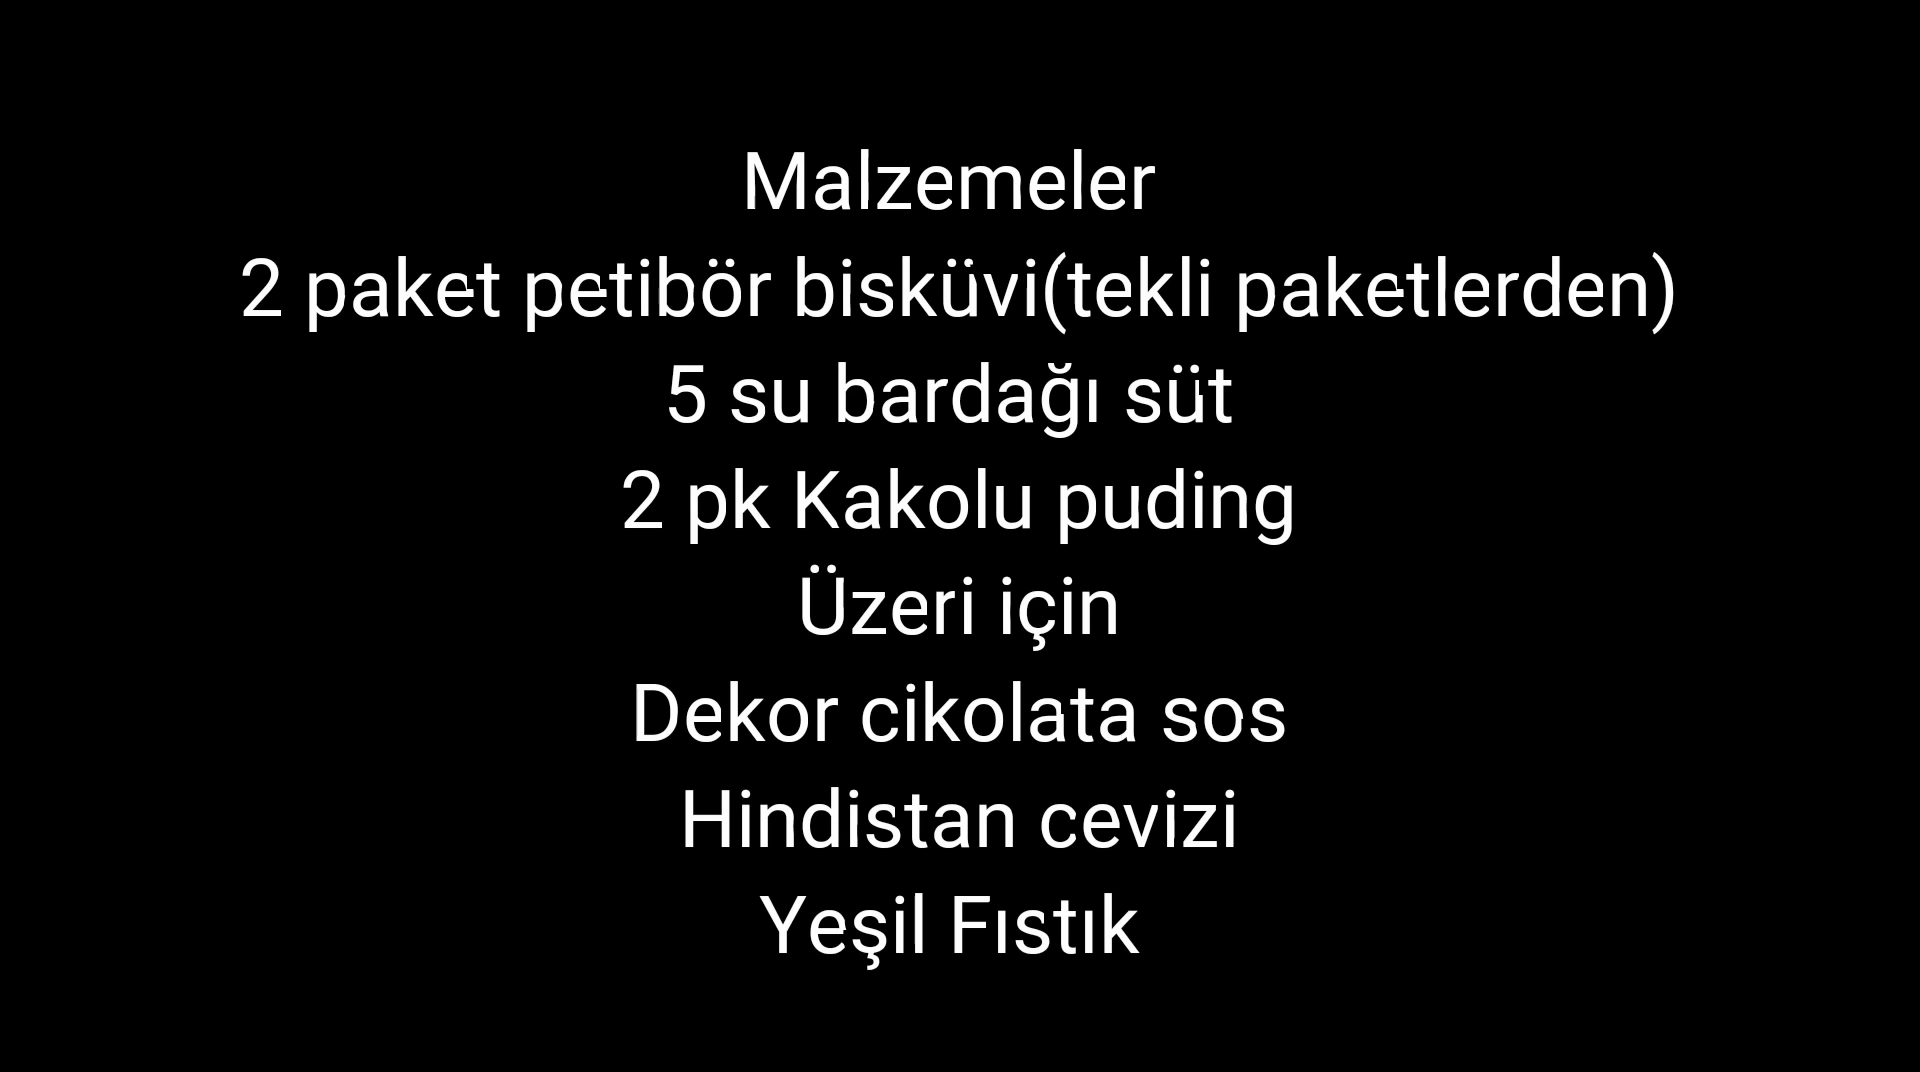 Malzemeler
2 paket petibör bisküvi(tekli paketlerden)
5 su bardağı süt
2 pk Kakolu puding
Üzeri için
Dekor cikolata sos
Hindistan cevizi
Yeşil Fıstık